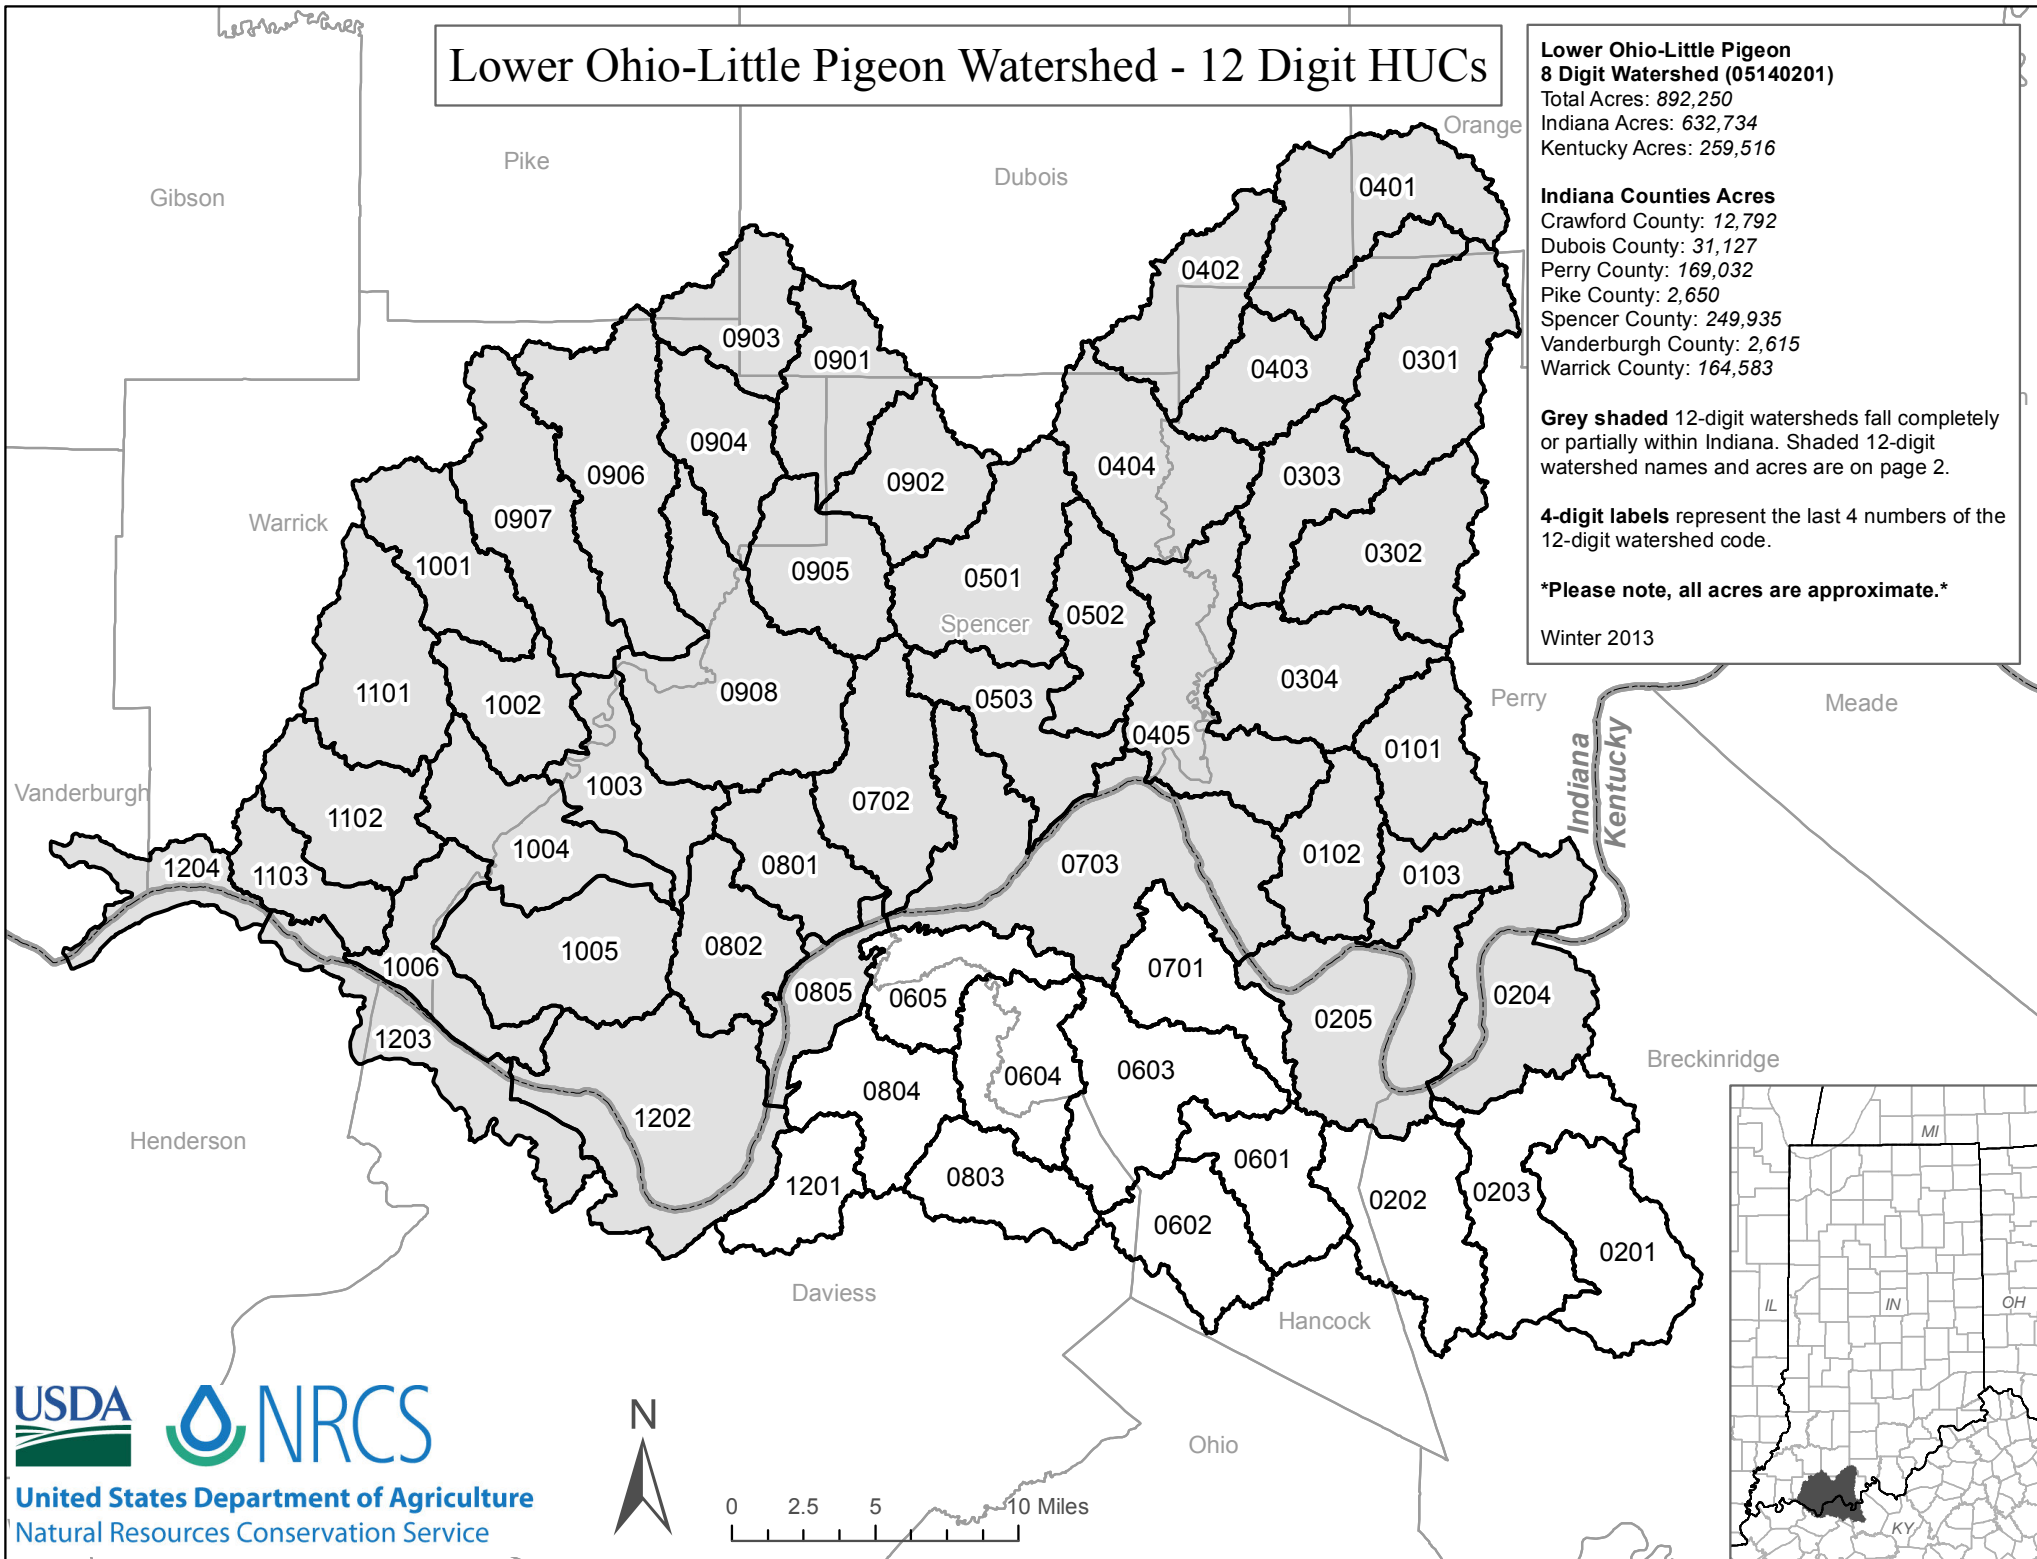 Lower Ohio-Little Pigeon Watershed - 12 Digit HUCs
Lower Ohio-Little Pigeon
8 Digit Watershed (05140201)
Total Acres: 892,250
Indiana Acres: 632,734
Kentucky Acres: 259,516
Indiana Counties Acres
Crawford County: 12,792
Dubois County: 31,127
Perry County: 169,032
Pike County: 2,650
Spencer County: 249,935
Vanderburgh County: 2,615
Warrick County: 164,583
Grey shaded 12-digit watersheds fall completely
or partially within Indiana. Shaded 12-digit
watershed names and acres are on page 2.
4-digit labels represent the last 4 numbers of the
12-digit watershed code.
*Please note, all acres are approximate.*
Winter 2013
Orange
Pike
Dubois
Gibson
0401
0402
0903
0901
0403
0301
0904
0404
0906
0902
0303
0907
Warrick
0302
1001
0905
0501
0502
Spencer
0304
1101
0908
0503
1002
Perry
Meade
0405
0101
Indiana
Kentucky
1003
Vanderburgh
0702
1102
1004
0801
0703
0102
1204
1103
0103
1005
0802
1006
0701
0805
0605
0204
0205
1203
0604
0603
Breckinridge
0804
1202
Henderson
0601
1201
0803
0202
0203
0602
0201
Daviess
Hancock
Ohio
MI
IL
IN
OH
KY
USDA
NRCS
United States Department of Agriculture
Natural Resources Conservation Service
N
0 2.5 5 10 Miles